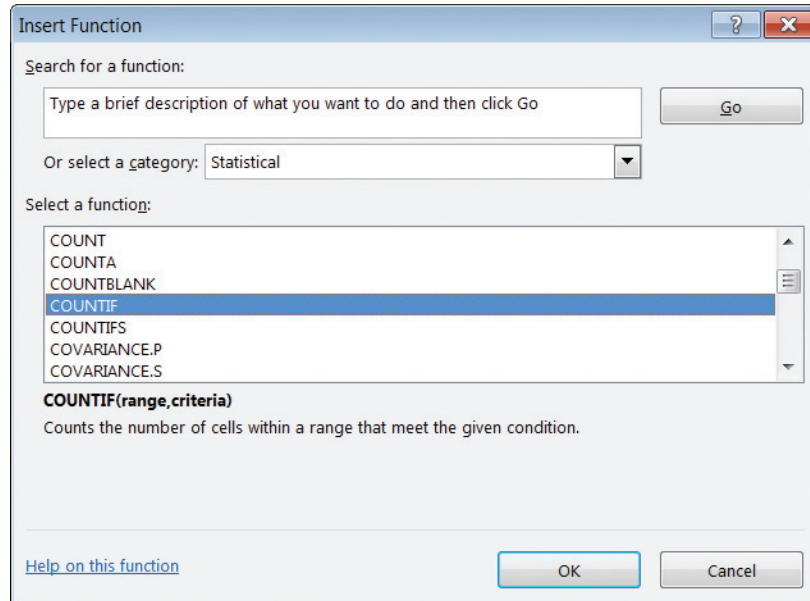 Insert Function
Search for a function:
Type a brief description of what you want to do and then click Go
Go
Or select a category: Statistical
Select a function:
COUNT
COUNTA
COUNTBLANK
COUNTIF
COUNTIFS
COVARIANCE.P
COVARIANCE.S
COUNTIF(range,criteria)
Counts the number of cells within a range that meet the given condition.
Help on this function
OK
Cancel